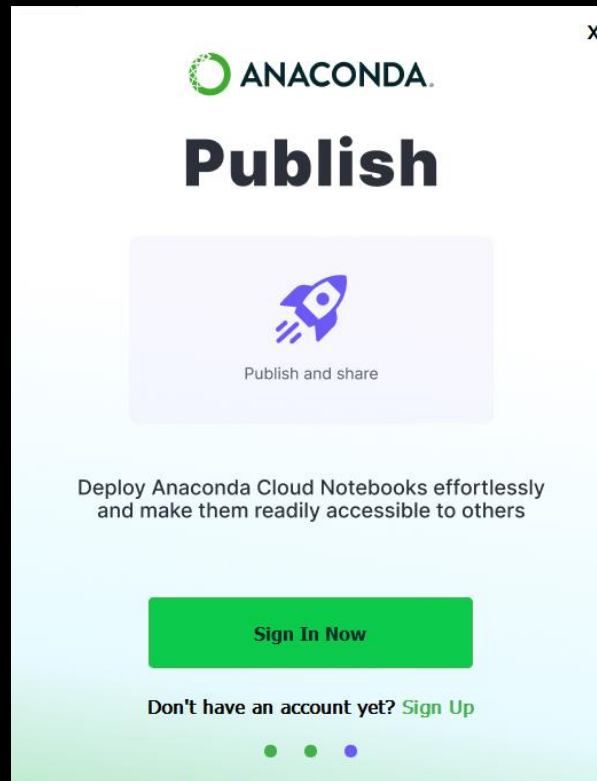 X
ANACONDA.
Publish
Publish and share
Deploy Anaconda Cloud Notebooks effortlessly
and make them readily accessible to others
Sign In Now
Don't have an account yet? Sign Up